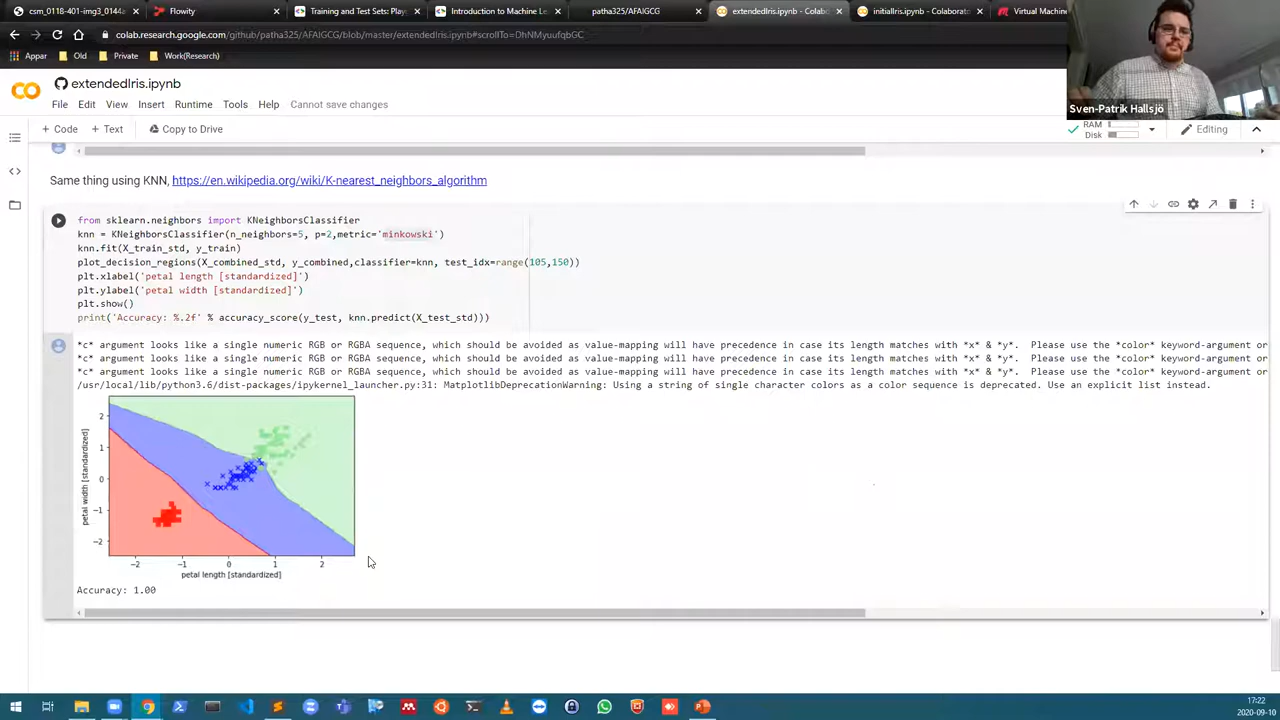 csm_0118-401-img3_0144a
Flowity
Training and Test Sets: Play
Introduction to Machine Le
patha325/AFAIGCG
extendedIris.ipynb - Colab
initialIris.ipynb - Colaborato
Virtual Machin
colab.research.google.com/github/patha325/AFAIGCG/blob/master/extendedIris.ipynb#scrollTo=DhNMyuufqbGC
Appar
Old
Private
Work(Research)
extendedIris.ipynb
File Edit View Insert Runtime Tools Help Cannot save changes
Sven-Patrik Hallsjö
+ Code + Text Copy to Drive
RAM
Disk
Editing
Same thing using KNN, https://en.wikipedia.org/wiki/K-nearest_neighbors_algorithm
from sklearn.neighbors import KNeighborsClassifier
knn = KNeighborsClassifier(n_neighbors=5, p=2,metric='minkowski')
knn.fit(X_train_std, y_train)
plot_decision_regions(X_combined_std, y_combined,classifier=knn, test_idx=range(105,150))
plt.xlabel('petal length [standardized]')
plt.ylabel('petal width [standardized]')
plt.show()
print('Accuracy: %.2f' % accuracy_score(y_test, knn.predict(X_test_std)))
*c* argument looks like a single numeric RGB or RGBA sequence, which should be avoided as value-mapping will have precedence in case its length matches with *x* & *y*. Please use the *color* keyword-argument or
*c* argument looks like a single numeric RGB or RGBA sequence, which should be avoided as value-mapping will have precedence in case its length matches with *x* & *y*. Please use the *color* keyword-argument or
*c* argument looks like a single numeric RGB or RGBA sequence, which should be avoided as value-mapping will have precedence in case its length matches with *x* & *y*. Please use the *color* keyword-argument or
/usr/local/lib/python3.6/dist-packages/ipykernel_launcher.py:31: MatplotlibDeprecationWarning: Using a string of single character colors as a color sequence is deprecated. Use an explicit list instead.
petal width [standardized]
2
1
0
−1
−2
−2 −1 0 1 2
petal length [standardized]
Accuracy: 1.00
17:22
2020-09-10